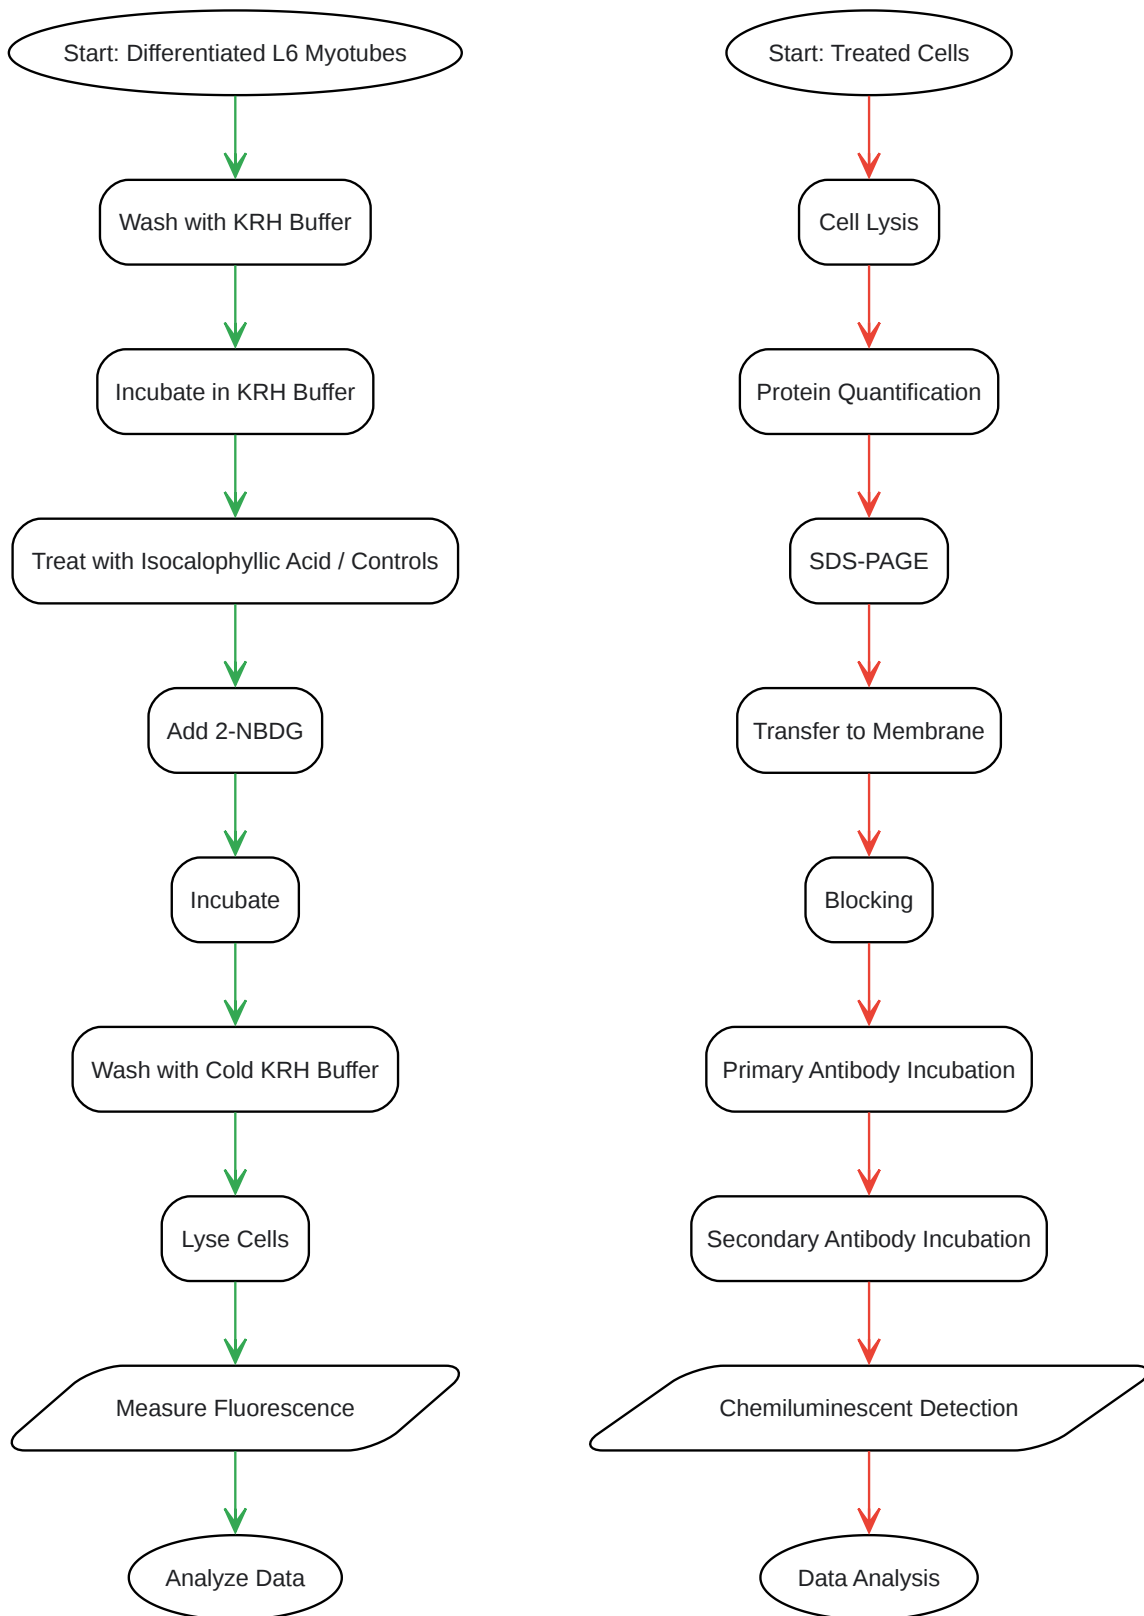 Start: Differentiated L6 Myotubes
Wash with KRH Buffer
Incubate in KRH Buffer
Treat with Isocalophyllic Acid / Controls
Add 2-NBDG
Incubate
Wash with Cold KRH Buffer
Lyse Cells
Measure Fluorescence
Analyze Data
Start: Treated Cells
Cell Lysis
Protein Quantification
SDS-PAGE
Transfer to Membrane
Blocking
Primary Antibody Incubation
Secondary Antibody Incubation
Chemiluminescent Detection
Data Analysis